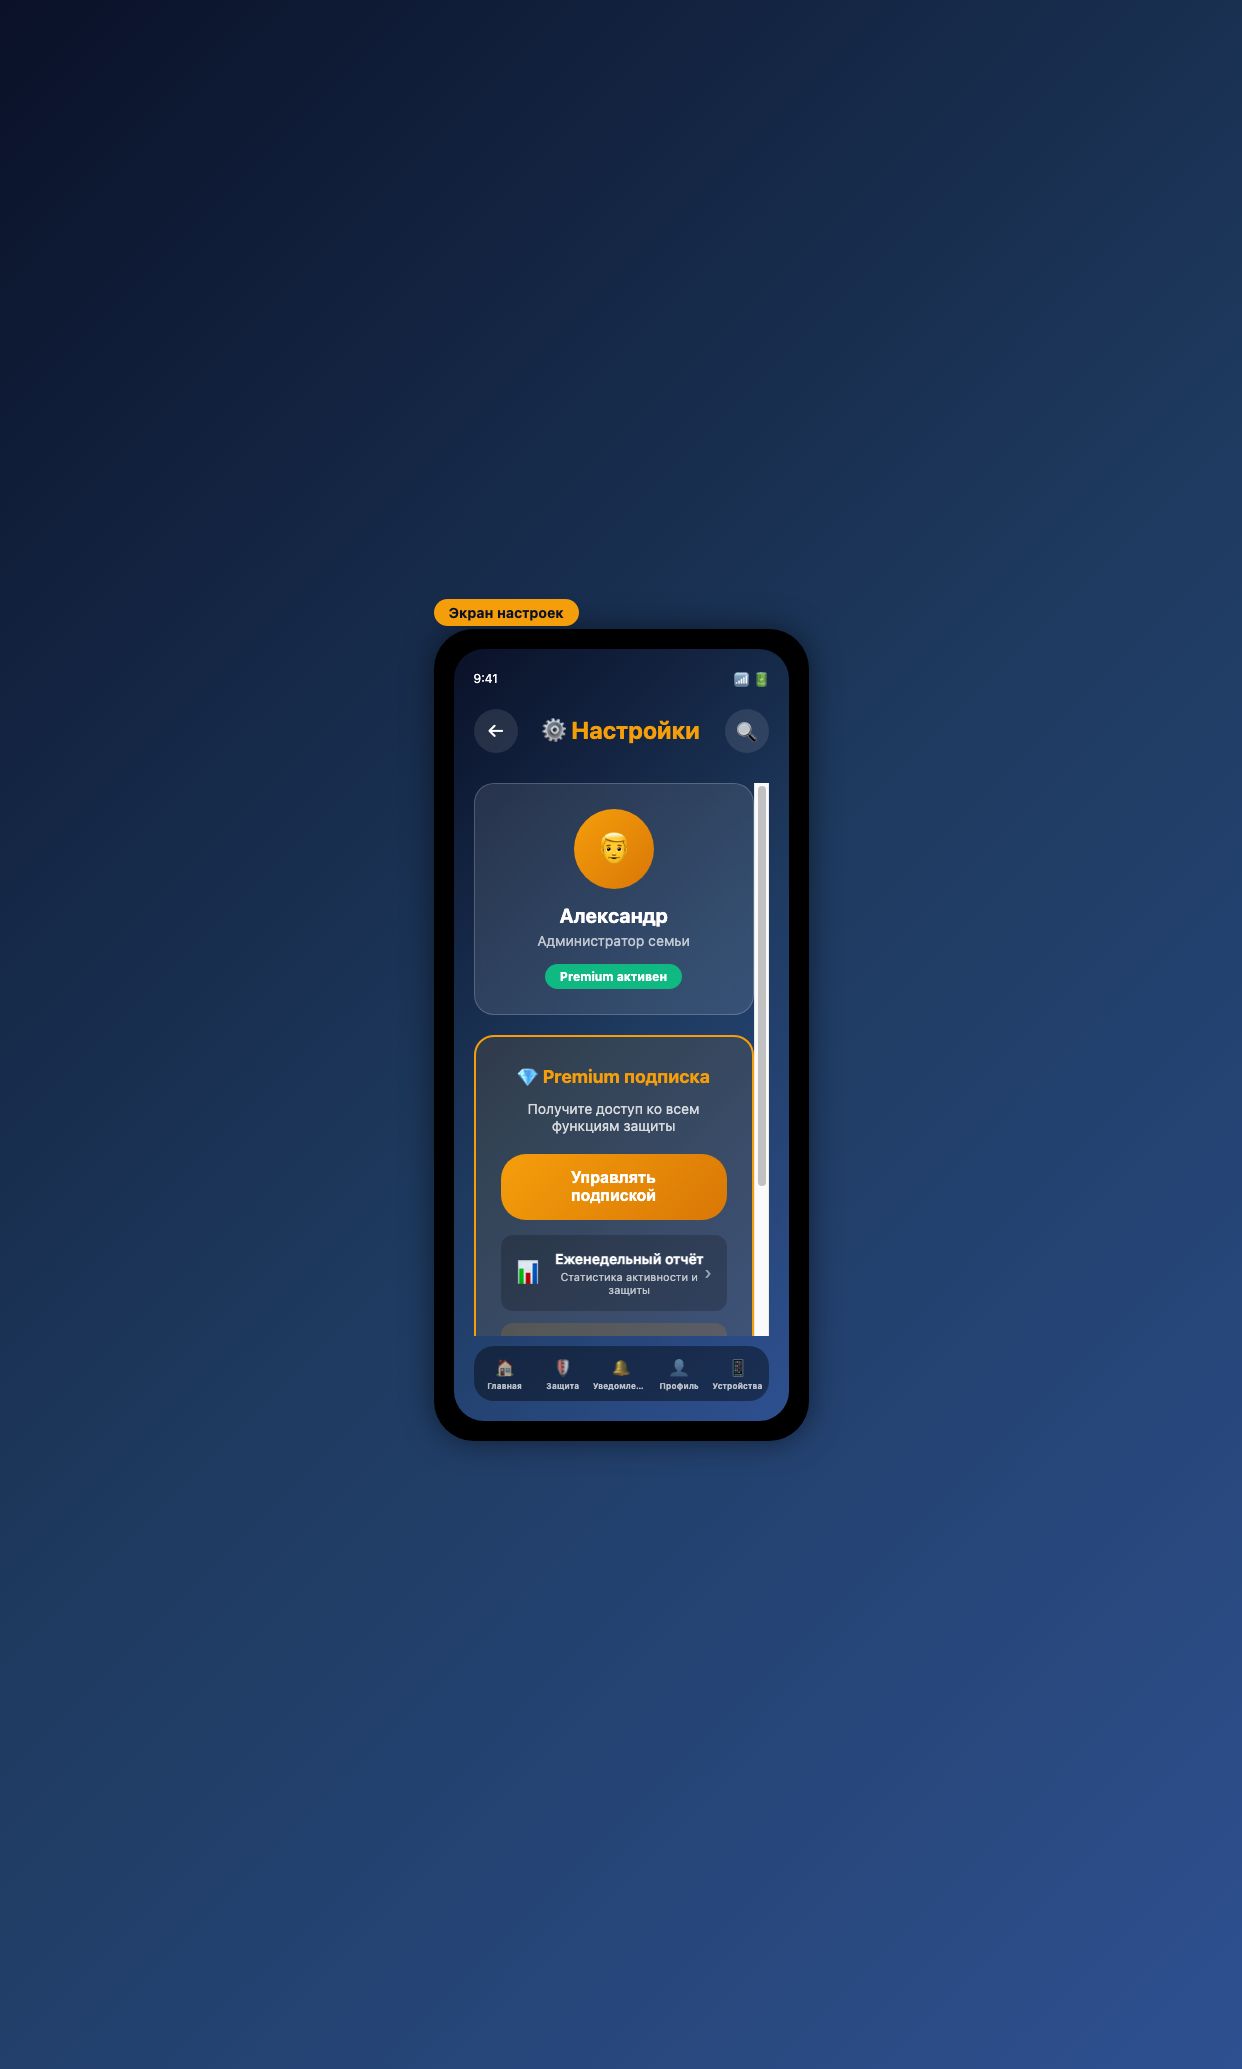 Экран настроек
9:41
Настройки
Александр
Администратор семьи
Premium активен
Premium подписка
Получите доступ ко всем
функциям защиты
Управлять
подпиской
Еженедельный отчёт
Статистика активности и
защиты
Главная
Защита
Уведомле...
Профиль
Устройства